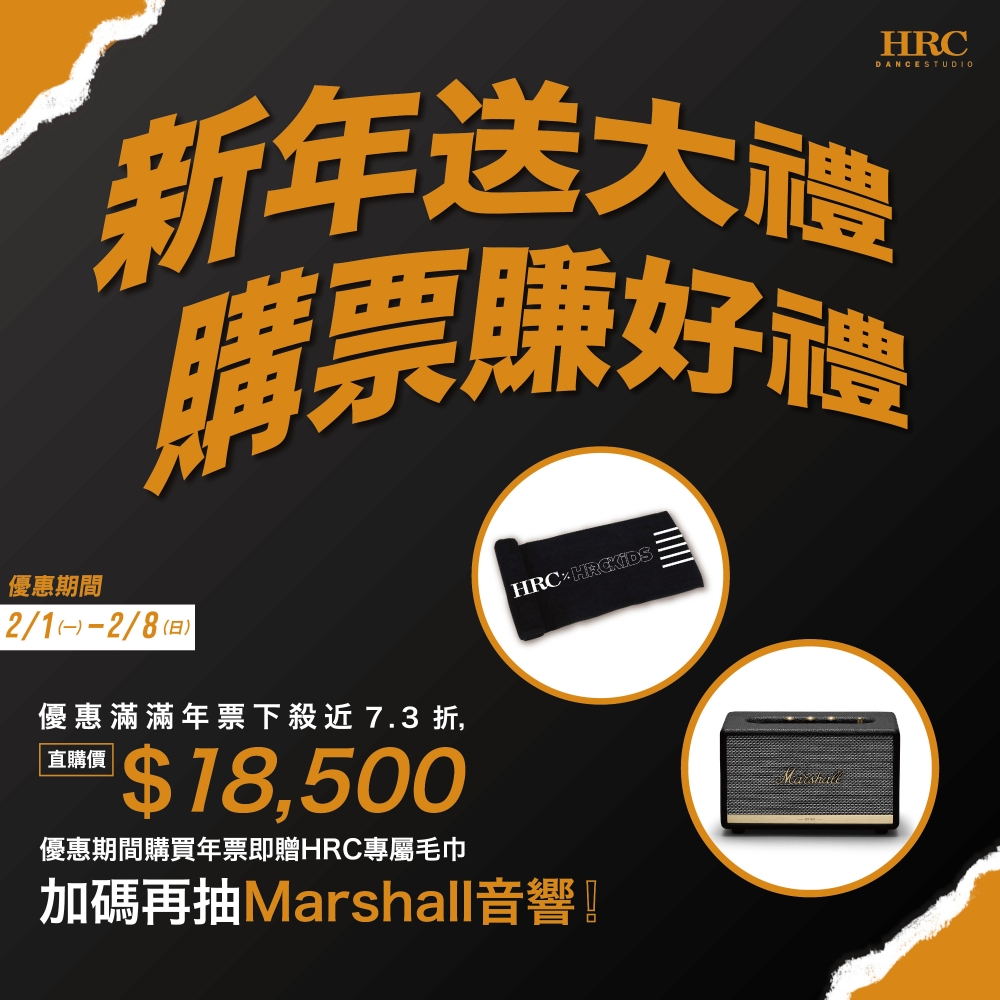 HRC
DANCESTUDIO
新年送大禮
購票賺好禮
HRC × HRCKIDS
優惠期間
2/1(一)-2/8(日)
Marshall
優惠滿滿年票下殺近 7.3 折,
直購價 $18,500
優惠期間購買年票即贈HRC專屬毛巾
加碼再抽Marshall音響!